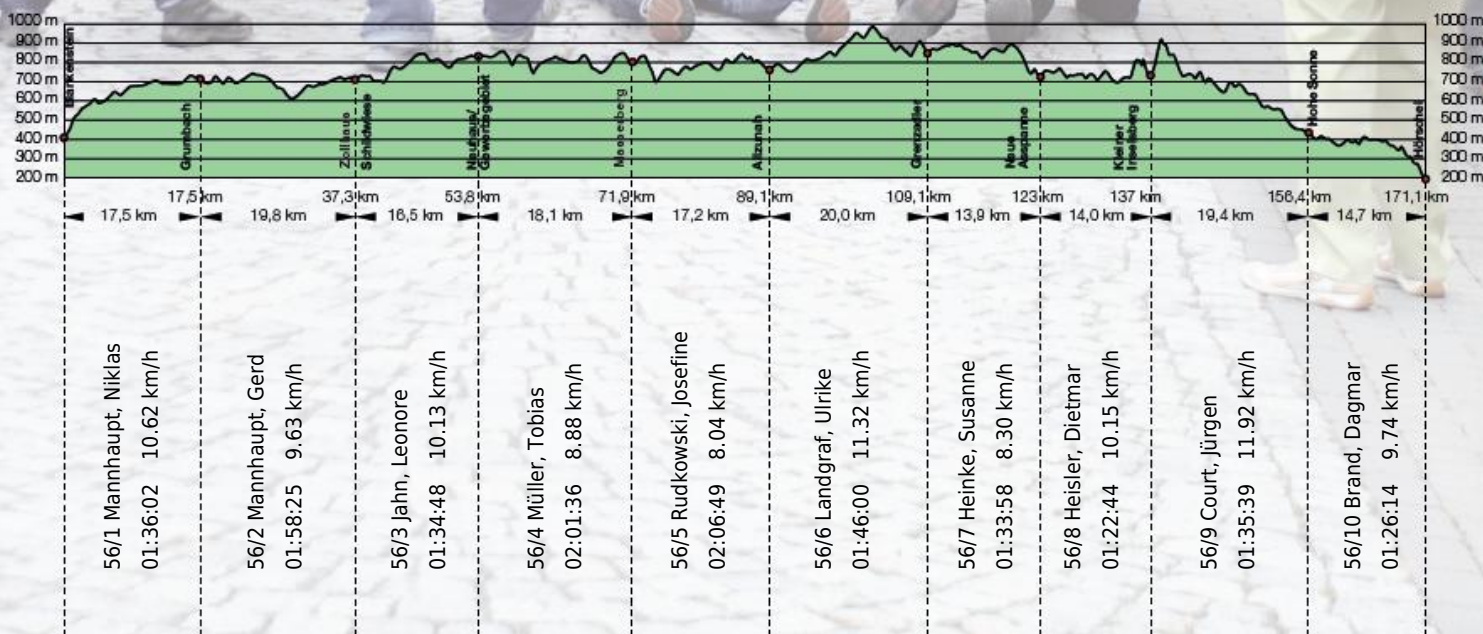 1000 m
900 m
800 m
700 m
600 m
500 m
400 m
300 m
200 m
1000 m
900 m
800 m
700 m
600 m
500 m
400 m
300 m
200 m
Blankenstein
Grumbach
Zollhaus
Schildwiese
Neuhaus/
Masserberg
Allzunah
Grenzadler
Neue
Ausspanne
Kleiner
Inselsberg
Hohe Sonne
Hörschel
17,5 km
37,3 km
53,8 km
71,9 km
89,1 km
109,1 km
123 km
137 km
156,4 km
171,1 km
17,5 km
19,8 km
16,5 km
18,1 km
17,2 km
20,0 km
13,9 km
14,0 km
19,4 km
14,7 km
56/1 Mannhaupt, Niklas
01:36:02 10.62 km/h
56/2 Mannhaupt, Gerd
01:58:25 9.63 km/h
56/3 Jahn, Leonore
01:34:48 10.13 km/h
56/4 Müller, Tobias
02:01:36 8.88 km/h
56/5 Rudkowski, Josefine
02:06:49 8.04 km/h
56/6 Landgraf, Ulrike
01:46:00 11.32 km/h
56/7 Heinke, Susanne
01:33:58 8.30 km/h
56/8 Heisler, Dietmar
01:22:44 10.15 km/h
56/9 Court, Jürgen
01:35:39 11.92 km/h
56/10 Brand, Dagmar
01:26:14 9.74 km/h